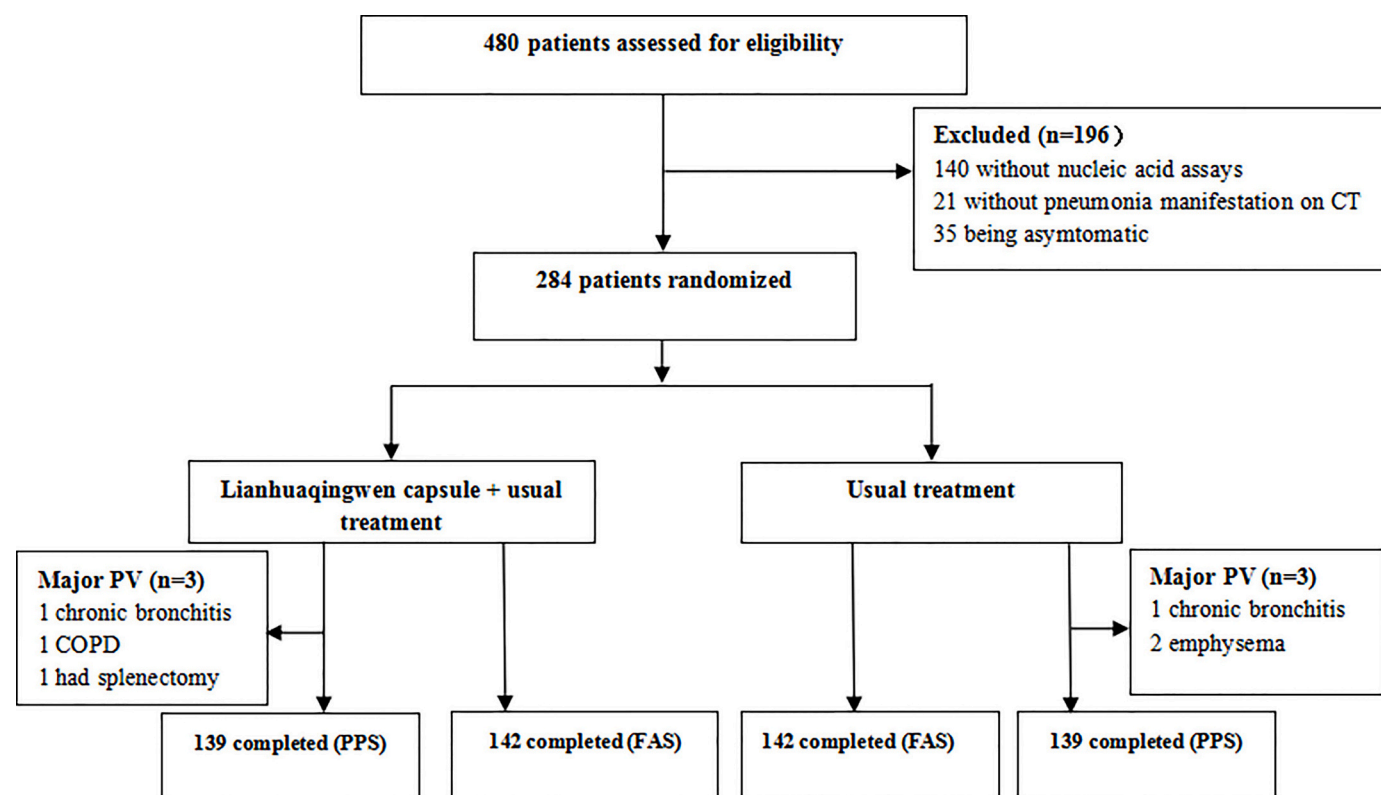 480 patients assessed for eligibility
Excluded (n=196）
140 without nucleic acid assays
21 without pneumonia manifestation on CT
35 being asymtomatic
284 patients randomized
Lianhuaqingwen capsule + usual
treatment
Usual treatment
Major PV (n=3)
1 chronic bronchitis
1 COPD
1 had splenectomy
Major PV (n=3)
1 chronic bronchitis
2 emphysema
139 completed (PPS)
142 completed (FAS)
142 completed (FAS)
139 completed (PPS)